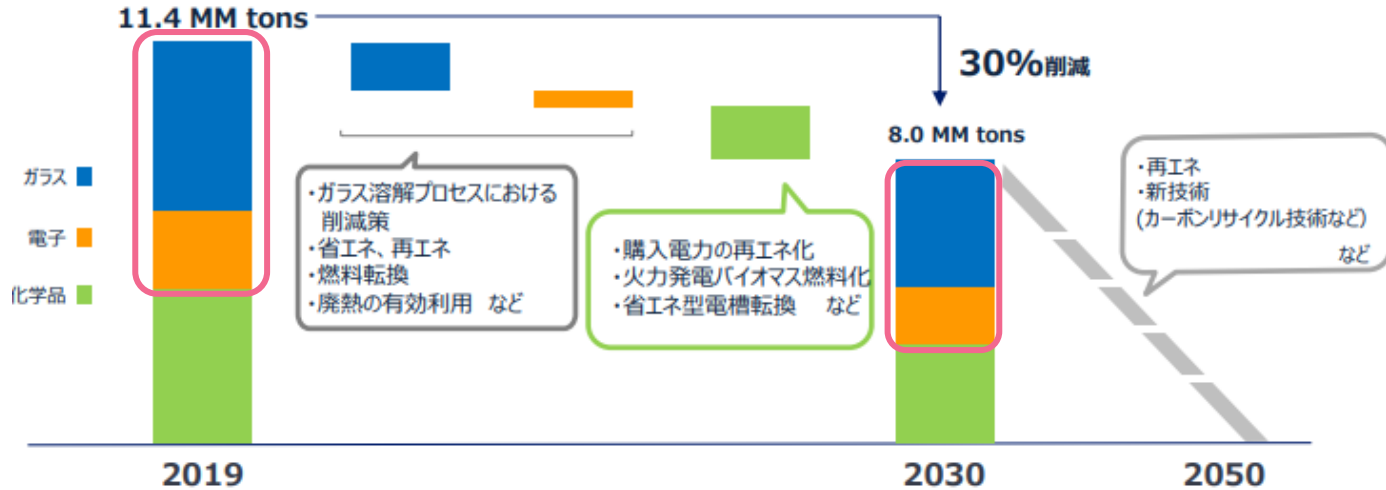 11.4 MM tons
30%削減
8.0 MM tons
ガラス
電子
化学品
・ガラス溶解プロセスにおける
削減策
・省エネ、再エネ
・燃料転換
・廃熱の有効利用 など
・購入電力の再エネ化
・火力発電バイオマス燃料化
・省エネ型電槽転換 など
・再エネ
・新技術
(カーボンリサイクル技術など)
など
2019
2030
2050